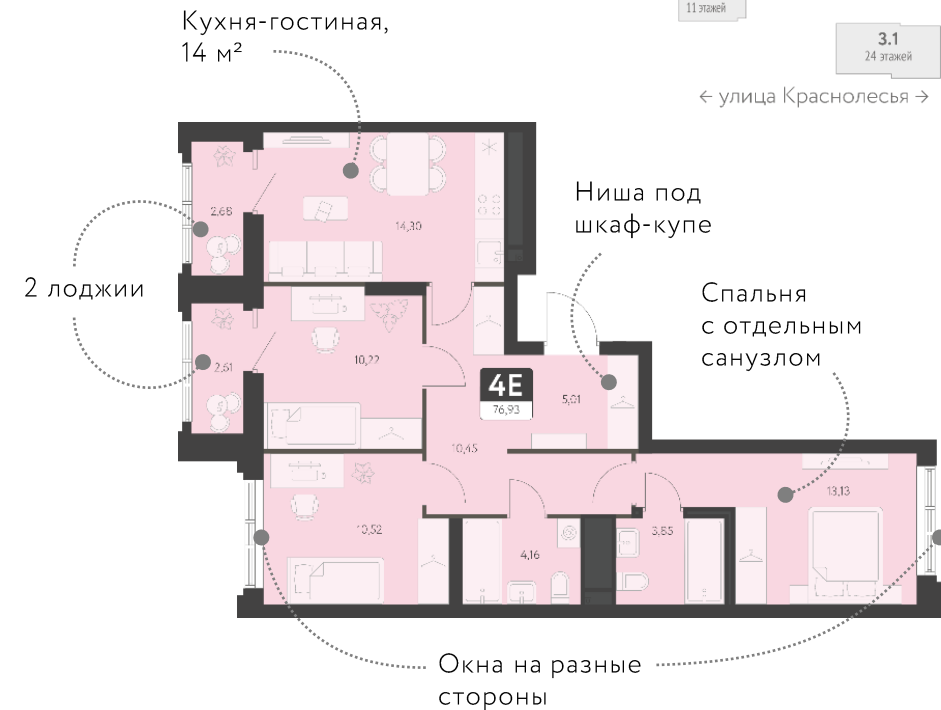 Кухня-гостиная,
14 м²
11 этажей
3.1
24 этажей
← улица Краснолесья →
Ниша под
шкаф-купе
2.68
14,30
2 лоджии
Спальня
с отдельным
санузлом
2.61
10,22
4Е
76,93
5,01
10,45
13,13
10,52
4,16
3,85
Окна на разные
стороны